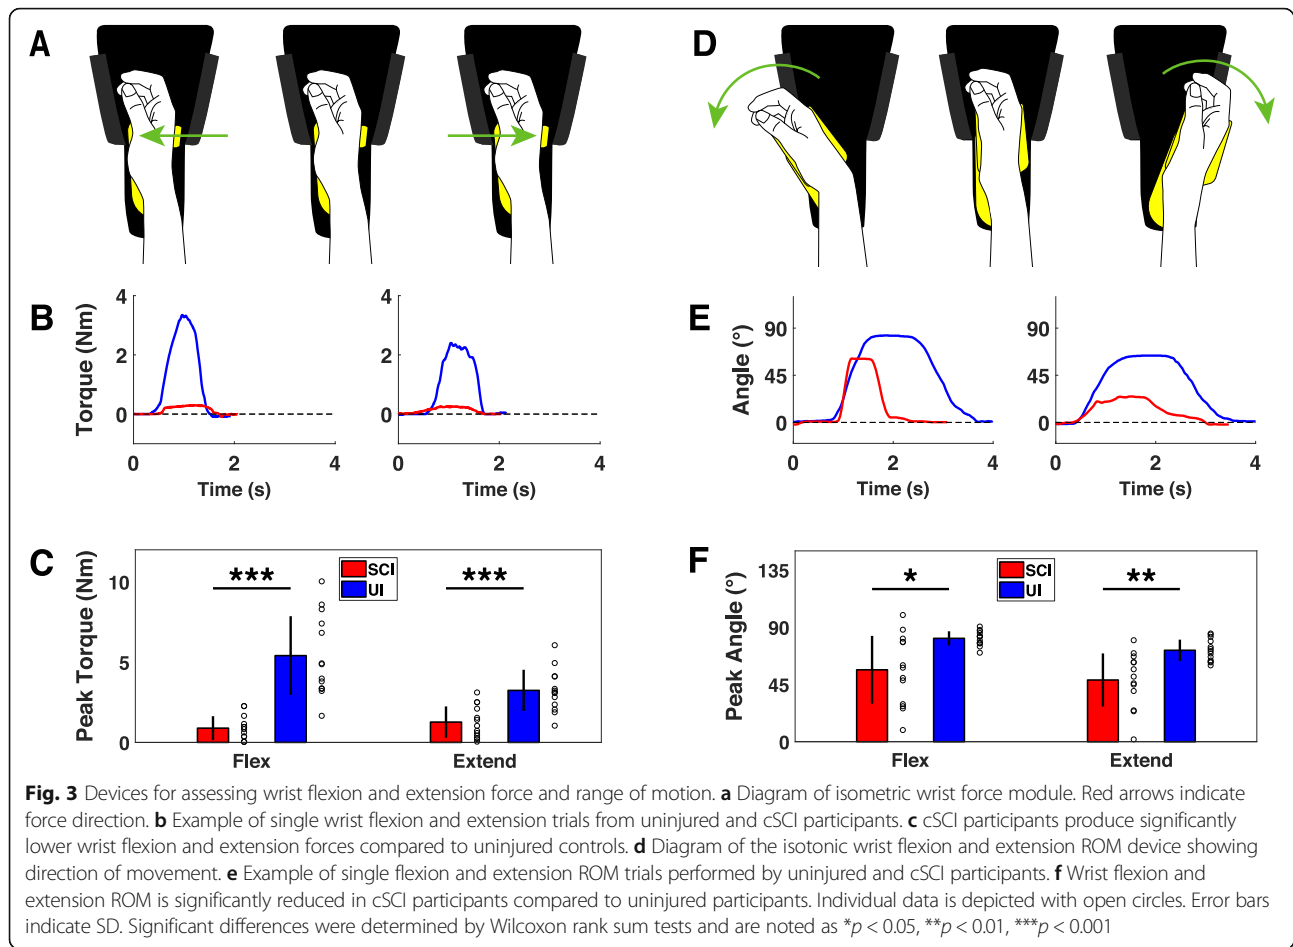 A
D
B
Torque (Nm)
4
2
0
0
2
4
Time (s)
4
2
0
0
2
4
Time (s)
E
Angle (°)
90
45
0
0
2
4
Time (s)
90
45
0
0
2
4
Time (s)
C
Peak Torque (Nm)
10
5
0
***
***
SCI
UI
Flex
Extend
F
Peak Angle (°)
135
90
45
0
*
**
SCI
UI
Flex
Extend
Fig. 3 Devices for assessing wrist flexion and extension force and range of motion. a Diagram of isometric wrist force module. Red arrows indicate
force direction. b Example of single wrist flexion and extension trials from uninjured and cSCI participants. c cSCI participants produce significantly
lower wrist flexion and extension forces compared to uninjured controls. d Diagram of the isotonic wrist flexion and extension ROM device showing
direction of movement. e Example of single flexion and extension ROM trials performed by uninjured and cSCI participants. f Wrist flexion and
extension ROM is significantly reduced in cSCI participants compared to uninjured participants. Individual data is depicted with open circles. Error bars
indicate SD. Significant differences were determined by Wilcoxon rank sum tests and are noted as *p < 0.05, **p < 0.01, ***p < 0.001